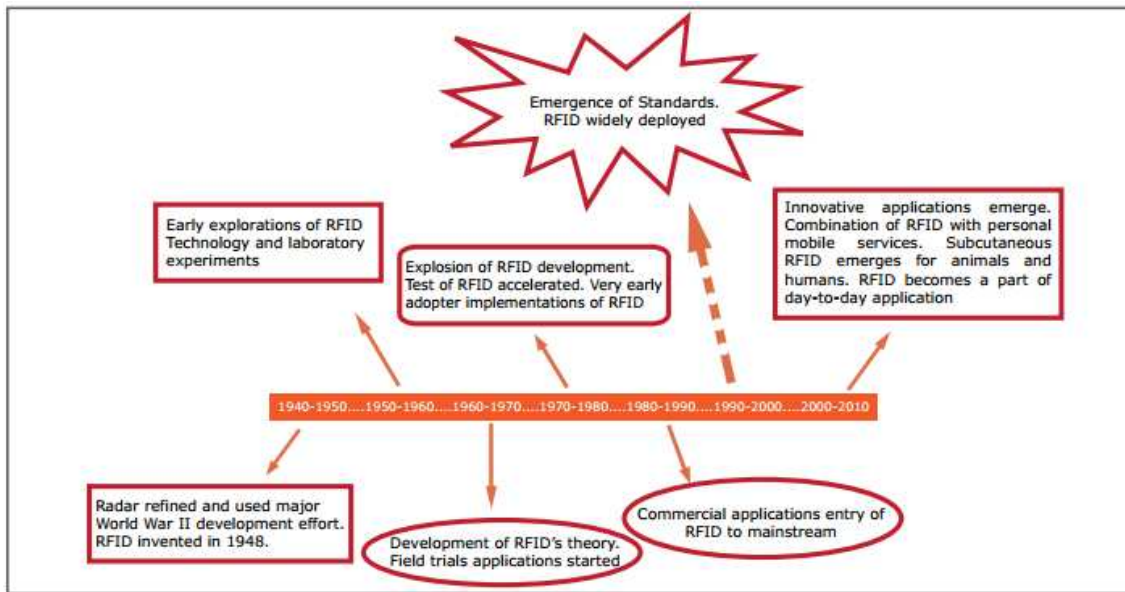 Emergence of Standards.
RFID widely deployed
Early explorations of RFID
Technology and laboratory
experiments
Explosion of RFID development.
Test of RFID accelerated. Very early
adopter implementations of RFID
Innovative applications emerge.
Combination of RFID with personal
mobile services. Subcutaneous
RFID emerges for animals and
humans. RFID becomes a part of
day-to-day application
1940-1950....1950-1960....1960-1970....1970-1980....1980-1990....1990-2000....2000-2010
Radar refined and used major
World War II development effort.
RFID invented in 1948.
Development of RFID's theory.
Field trials applications started
Commercial applications entry of
RFID to mainstream